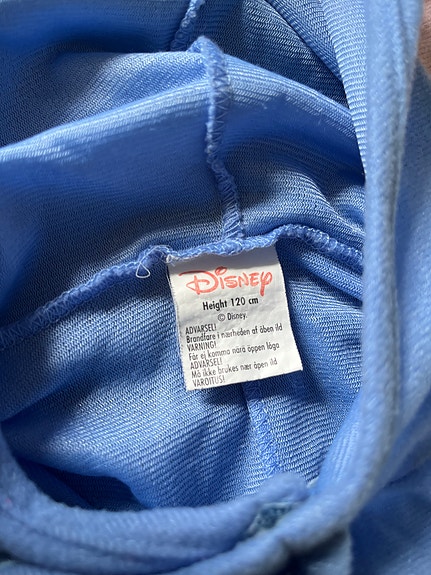 Disney
Height 120 cm
© Disney.
ADVARSEL!
Brandfare i nærheden af åben ild
VARNING!
Får ej komma nära öppen låga
ADVARSEL!
Må ikke brukes nær åpen ild
VAROITUS!